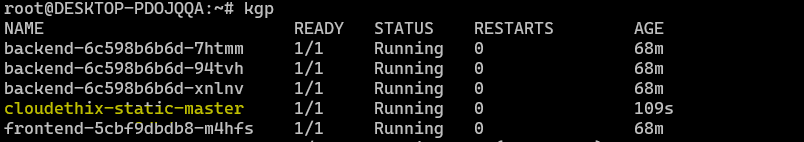 root@DESKTOP-PDOJQQA:~# kgp
NAME READY STATUS RESTARTS AGE
backend-6c598b6b6d-7htmm 1/1 Running 0 68m
backend-6c598b6b6d-94tvh 1/1 Running 0 68m
backend-6c598b6b6d-xnlnv 1/1 Running 0 68m
cloudethix-static-master 1/1 Running 0 109s
frontend-5cbf9dbdb8-m4hfs 1/1 Running 0 68m